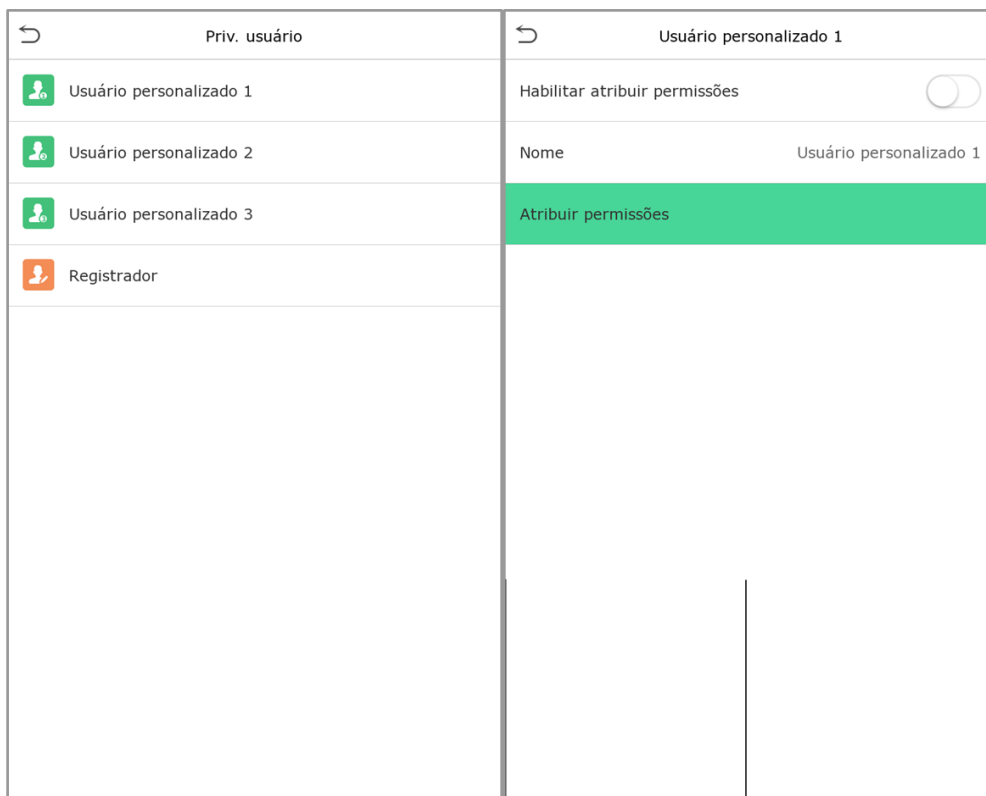 Priv. usuário
Usuário personalizado 1
Usuário personalizado 2
Usuário personalizado 3
Registrador
Usuário personalizado 1
Habilitar atribuir permissões
Nome Usuário personalizado 1
Atribuir permissões